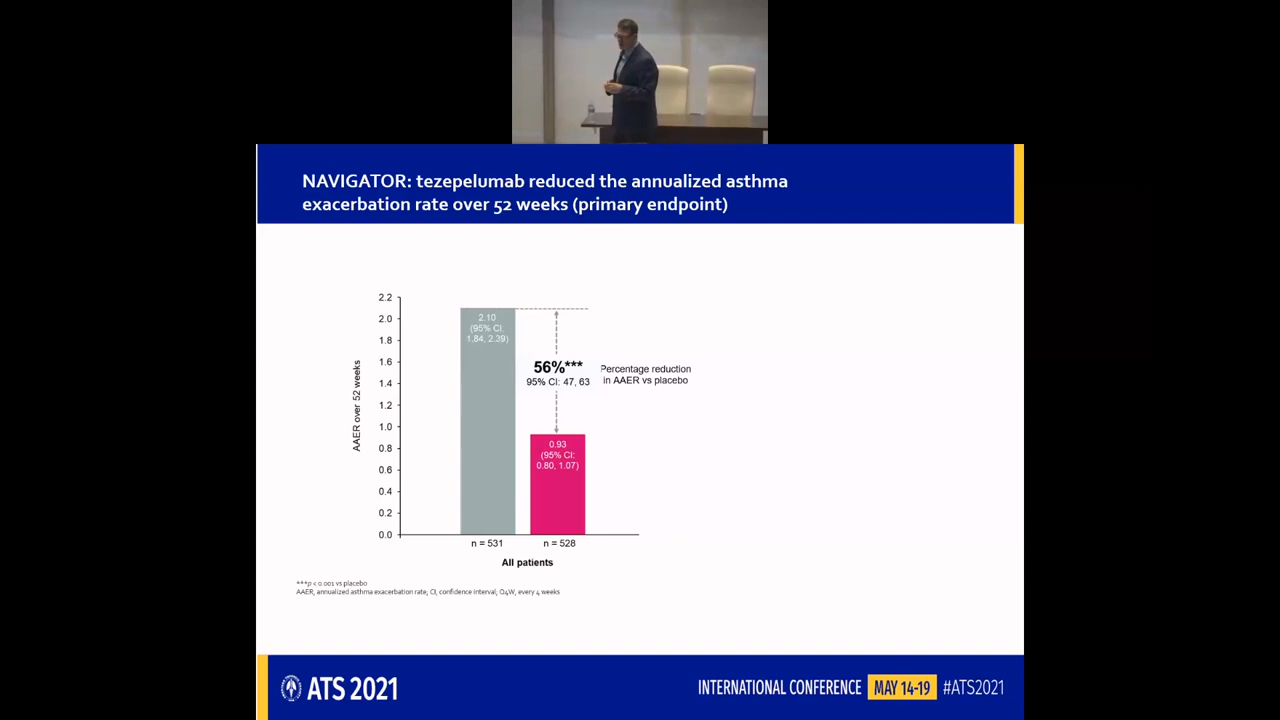 NAVIGATOR: tezepelumab reduced the annualized asthma
exacerbation rate over 52 weeks (primary endpoint)
2.2
2.0
1.8
1.6
1.4
1.2
1.0
0.8
0.6
0.4
0.2
0.0
AAER over 52 weeks
2.10
(95% CI:
1.84, 2.39)
56%***
95% CI: 47, 63
Percentage reduction
in AAER vs placebo
0.93
(95% CI:
0.80, 1.07)
n = 531
n = 528
All patients
***p < 0.001 vs placebo
AAER, annualized asthma exacerbation rate; CI, confidence interval; Q4W, every 4 weeks
ATS 2021
INTERNATIONAL CONFERENCE MAY 14-19 #ATS2021